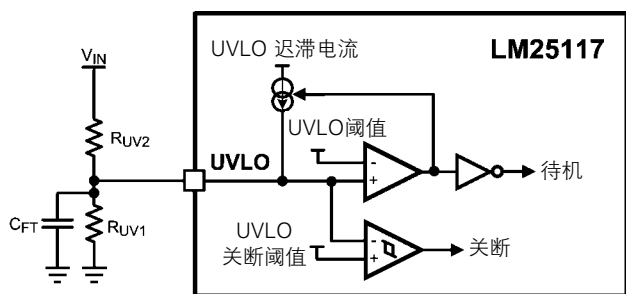 UVLO 迟滞电流
LM25117
VIN
UVLO阈值
RUV2
UVLO
待机
CFT
RUV1
UVLO
关断阈值
关断
-
+
-
+